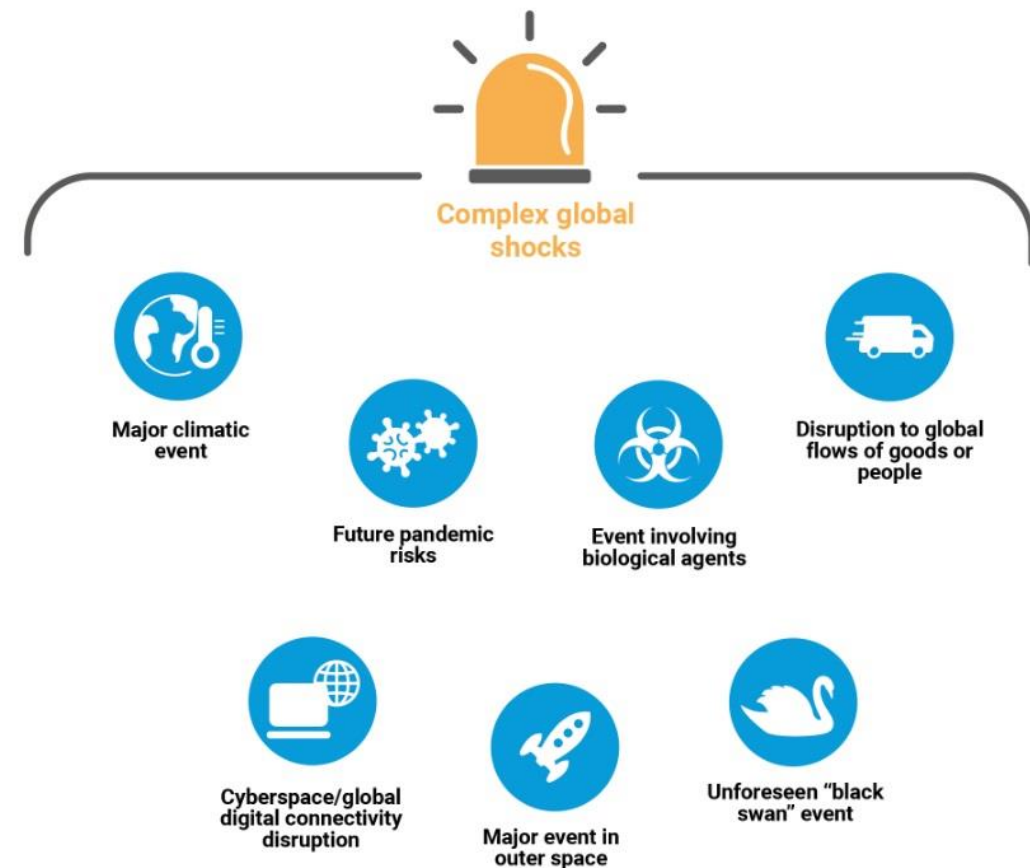 Complex global
shocks
Major climatic
event
Future pandemic
risks
Event involving
biological agents
Disruption to global
flows of goods or
people
Cyberspace/global
digital connectivity
disruption
Major event in
outer space
Unforeseen “black
swan” event